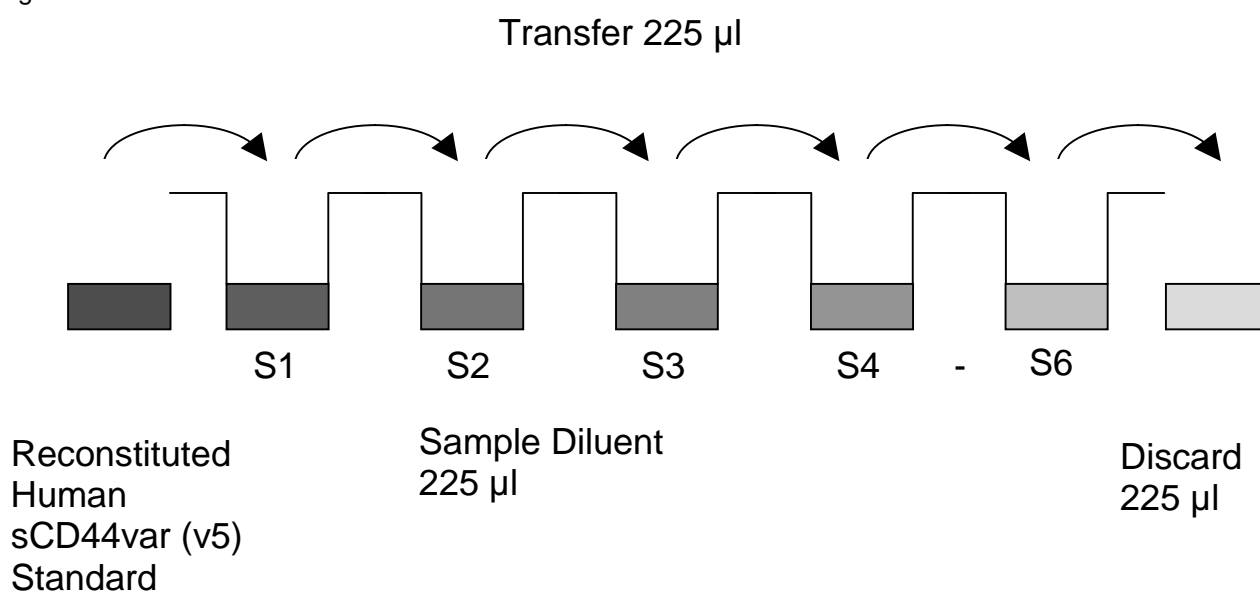 Transfer 225 µl
S1 S2 S3 S4 - S6
Reconstituted
Human
sCD44var (v5)
Standard
Sample Diluent
225 µl
Discard
225 µl